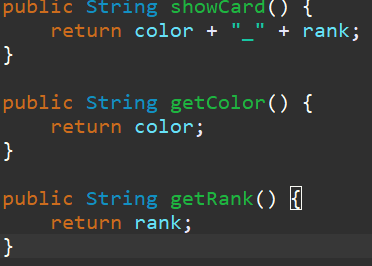 public String showCard() {
    return color + "_" + rank;
}

public String getColor() {
    return color;
}

public String getRank() {
    return rank;
}